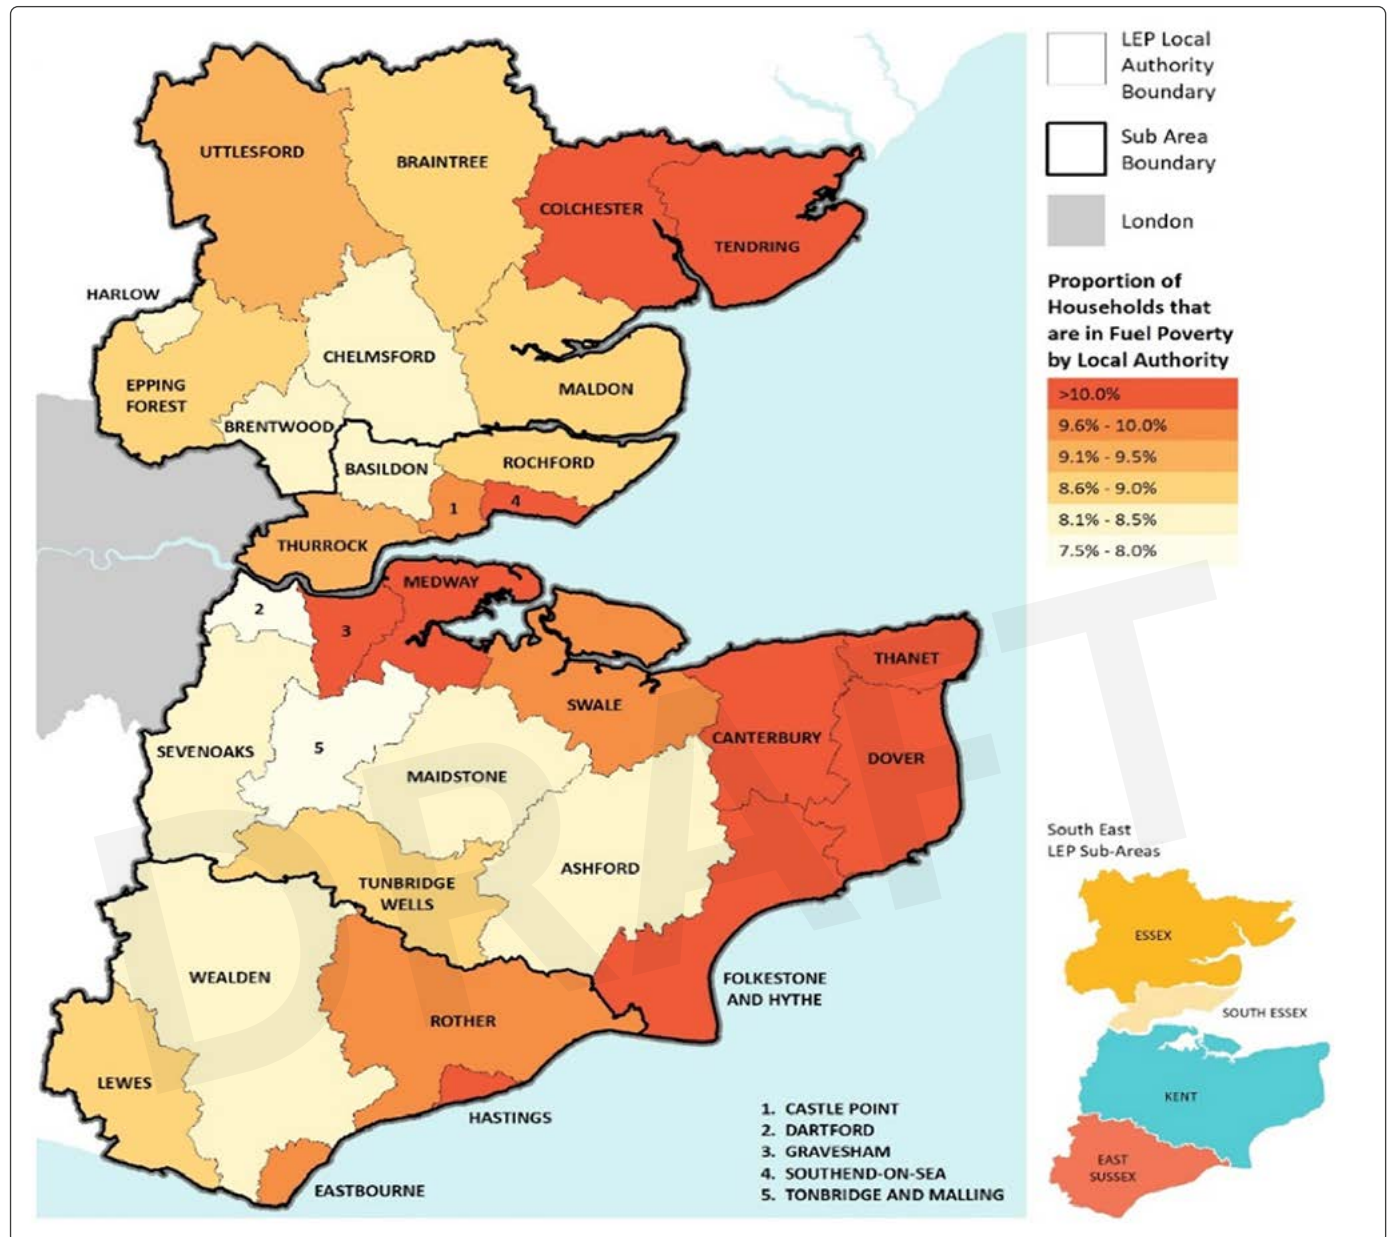 LEP Local
Authority
Boundary
Sub Area
Boundary
London
Proportion of
Households that
are in Fuel Poverty
by Local Authority
>10.0%
9.6% - 10.0%
9.1% - 9.5%
8.6% - 9.0%
8.1% - 8.5%
7.5% - 8.0%
UTTLESFORD
BRAINTREE
COLCHESTER
TENDRING
HARLOW
CHELMSFORD
EPPING
FOREST
MALDON
BRENTWOOD
BASILDON
ROCHFORD
1
4
THURROCK
MEDWAY
2
3
THANET
SWALE
SEVENOAKS
5
CANTERBURY
DOVER
MAIDSTONE
ASHFORD
TUNBRIDGE
WELLS
WEALDEN
FOLKESTONE
AND HYTHE
ROTHER
LEWES
HASTINGS
EASTBOURNE
1. CASTLE POINT
2. DARTFORD
3. GRAVESHAM
4. SOUTHEND-ON-SEA
5. TONBRIDGE AND MALLING
South East
LEP Sub-Areas
ESSEX
SOUTH ESSEX
KENT
EAST
SUSSEX
DRAFT